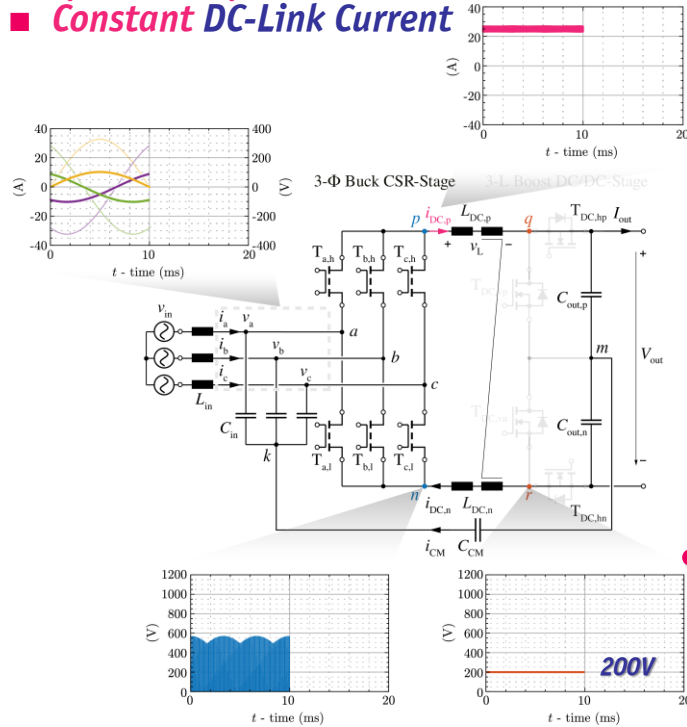 ■ Constant DC-Link Current
40
20
0
-20
-40
(A)
0 10 20
t - time (ms)
40
20
0
-20
-40
(A)
400
200
0
-200
-400
(V)
0 10 20
t - time (ms)
3-Φ Buck CSR-Stage 3-L Boost DC/DC-Stage
p i_DC,p L_DC,p q T_DC,hp I_out
+ v_L −
T_a,h T_b,h T_c,h
v_in
i_a v_a a
i_b v_b b
i_c v_c c
L_in
C_in
k
T_a,l T_b,l T_c,l
C_out,p
+
m
V_out
C_out,n
−
n i_DC,n L_DC,n r T_DC,hn
i_CM C_CM
1200
1000
800
600
400
200
0
(V)
0 10 20
t - time (ms)
1200
1000
800
600
400
200
0
(V)
200V
0 10 20
t - time (ms)